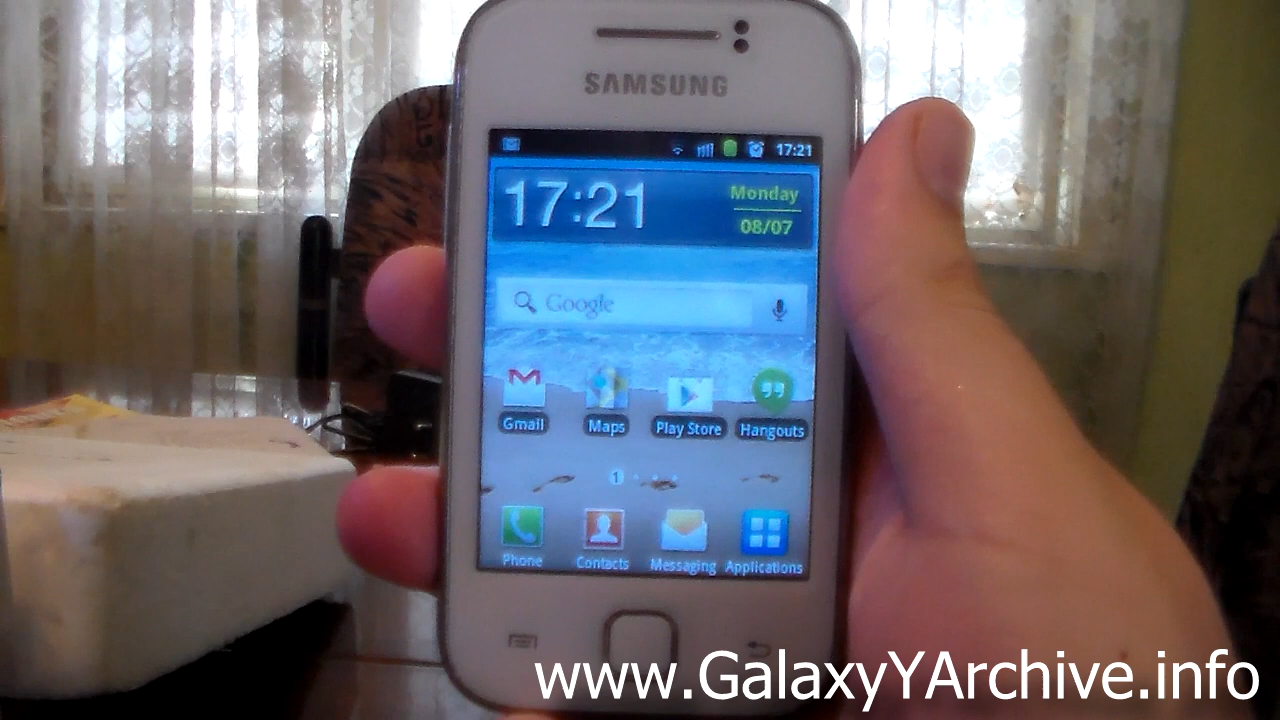 SAMSUNG
17:21
17:21
Monday
08/07
Google
Gmail Maps Play Store Hangouts
1
Phone Contacts Messaging Applications
www.GalaxyYArchive.info